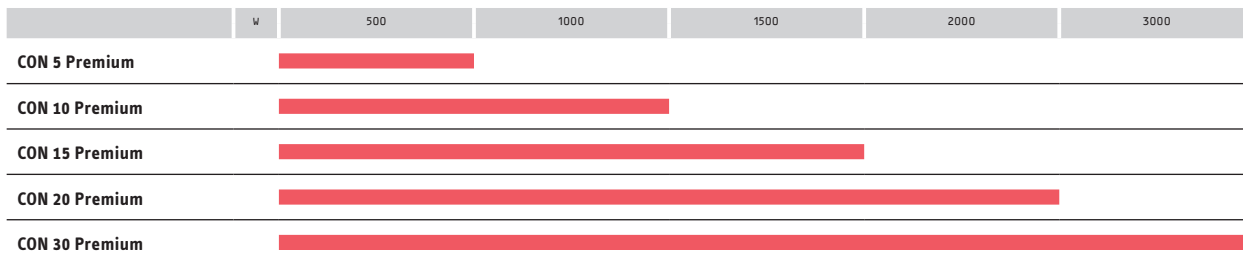 W 500 1000 1500 2000 3000
CON 5 Premium
CON 10 Premium
CON 15 Premium
CON 20 Premium
CON 30 Premium